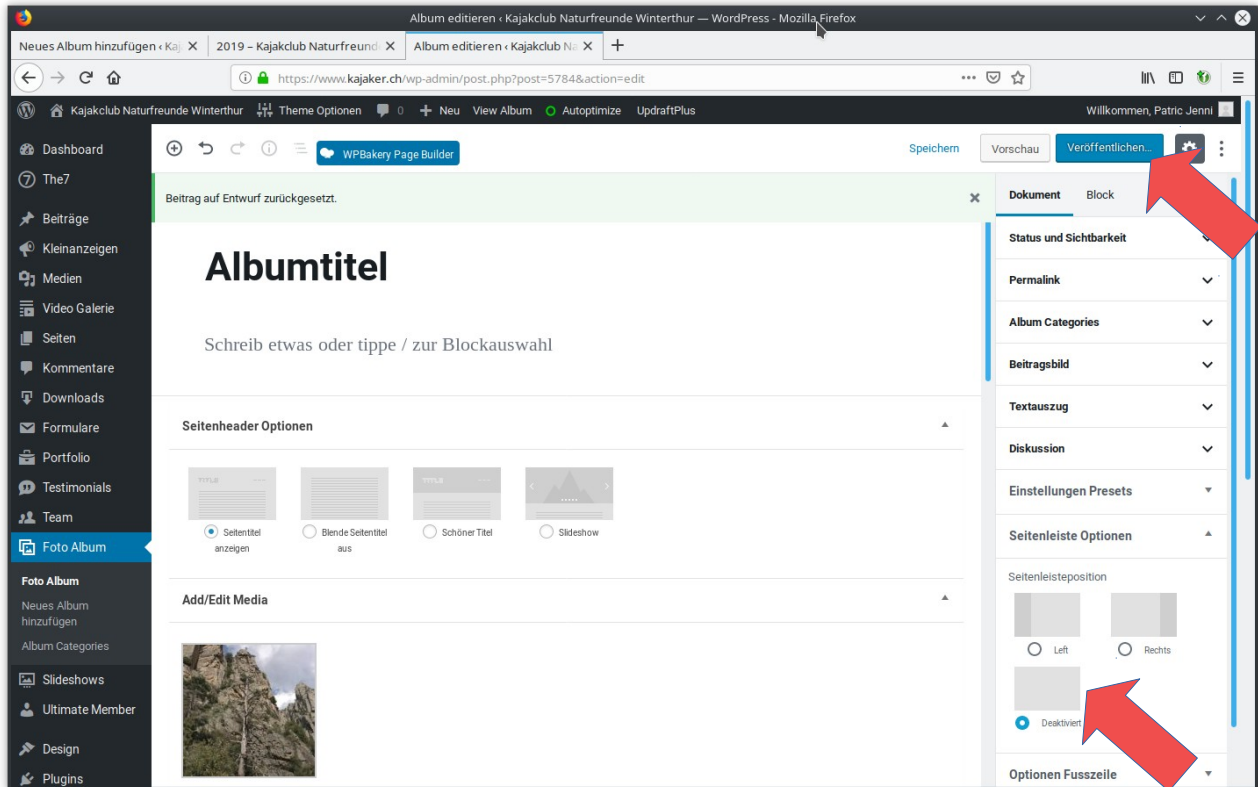 Album editieren ‹ Kajakclub Naturfreunde Winterthur — WordPress - Mozilla Firefox
Neues Album hinzufügen ‹ Kaj
2019 – Kajakclub Naturfreund
Album editieren ‹ Kajakclub Na
https://www.kajaker.ch/wp-admin/post.php?post=5784&action=edit
Kajakclub Naturfreunde Winterthur Theme Optionen 0 + Neu View Album Autoptimize UpdraftPlus Willkommen, Patric Jenni
Dashboard
7 The7
Beiträge
Kleinanzeigen
Medien
Video Galerie
Seiten
Kommentare
Downloads
Formulare
Portfolio
Testimonials
Team
Foto Album
Foto Album
Neues Album
hinzufügen
Album Categories
Slideshows
Ultimate Member
Design
Plugins
WPBakery Page Builder
Speichern
Vorschau
Veröffentlichen...
Beitrag auf Entwurf zurückgesetzt.
Albumtitel
Schreib etwas oder tippe / zur Blockauswahl
Seitenheader Optionen
TITLE
TITLE
Seitentitel
anzeigen
Blende Seitentitel
aus
Schöner Titel
Slideshow
Add/Edit Media
Dokument Block
Status und Sichtbarkeit
Permalink
Album Categories
Beitragsbild
Textauszug
Diskussion
Einstellungen Presets
Seitenleiste Optionen
Seitenleisteposition
Left
Rechts
Deaktiviert
Optionen Fusszeile